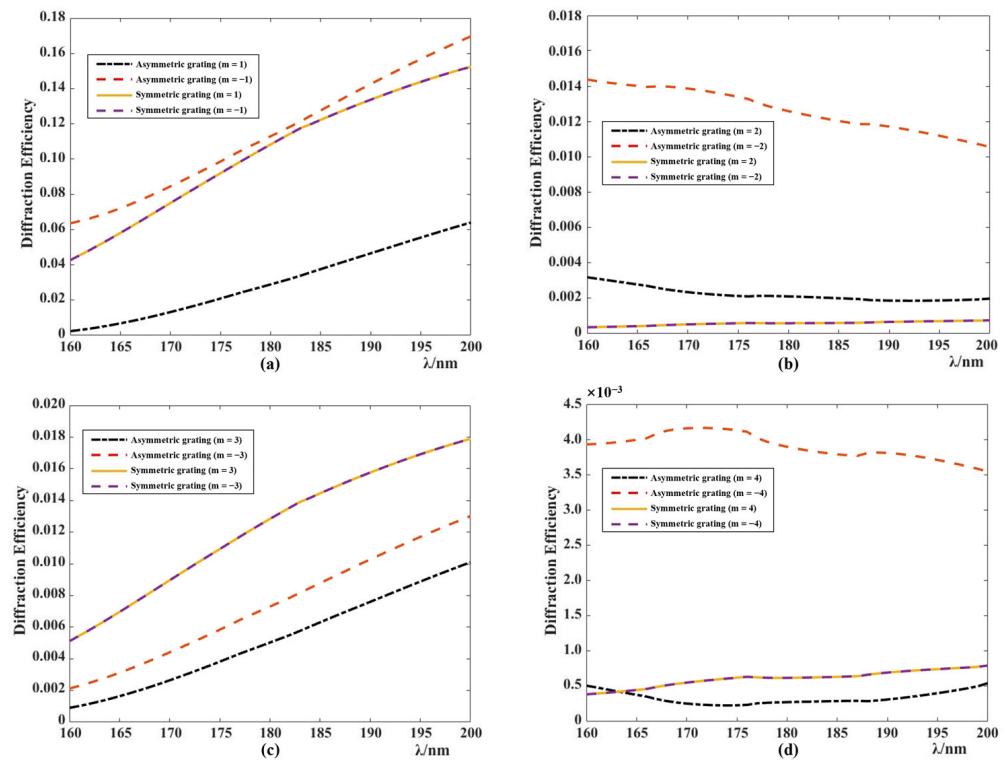 0.18
0.16
0.14
0.12
0.10
0.08
0.06
0.04
0.02
0
Diffraction Efficiency
Asymmetric grating (m = 1)
Asymmetric grating (m = −1)
Symmetric grating (m = 1)
Symmetric grating (m = −1)
160 165 170 175 180 185 190 195 200
(a) λ/nm
0.018
0.016
0.014
0.012
0.010
0.008
0.006
0.004
0.002
0
Diffraction Efficiency
Asymmetric grating (m = 2)
Asymmetric grating (m = −2)
Symmetric grating (m = 2)
Symmetric grating (m = −2)
160 165 170 175 180 185 190 195 200
(b) λ/nm
0.020
0.018
0.016
0.014
0.012
0.010
0.008
0.006
0.004
0.002
0
Diffraction Efficiency
Asymmetric grating (m = 3)
Asymmetric grating (m = −3)
Symmetric grating (m = 3)
Symmetric grating (m = −3)
160 165 170 175 180 185 190 195 200
(c) λ/nm
×10⁻³
4.5
4.0
3.5
3.0
2.5
2.0
1.5
1.0
0.5
0
Diffraction Efficiency
Asymmetric grating (m = 4)
Asymmetric grating (m = −4)
Symmetric grating (m = 4)
Symmetric grating (m = −4)
160 165 170 175 180 185 190 195 200
(d) λ/nm